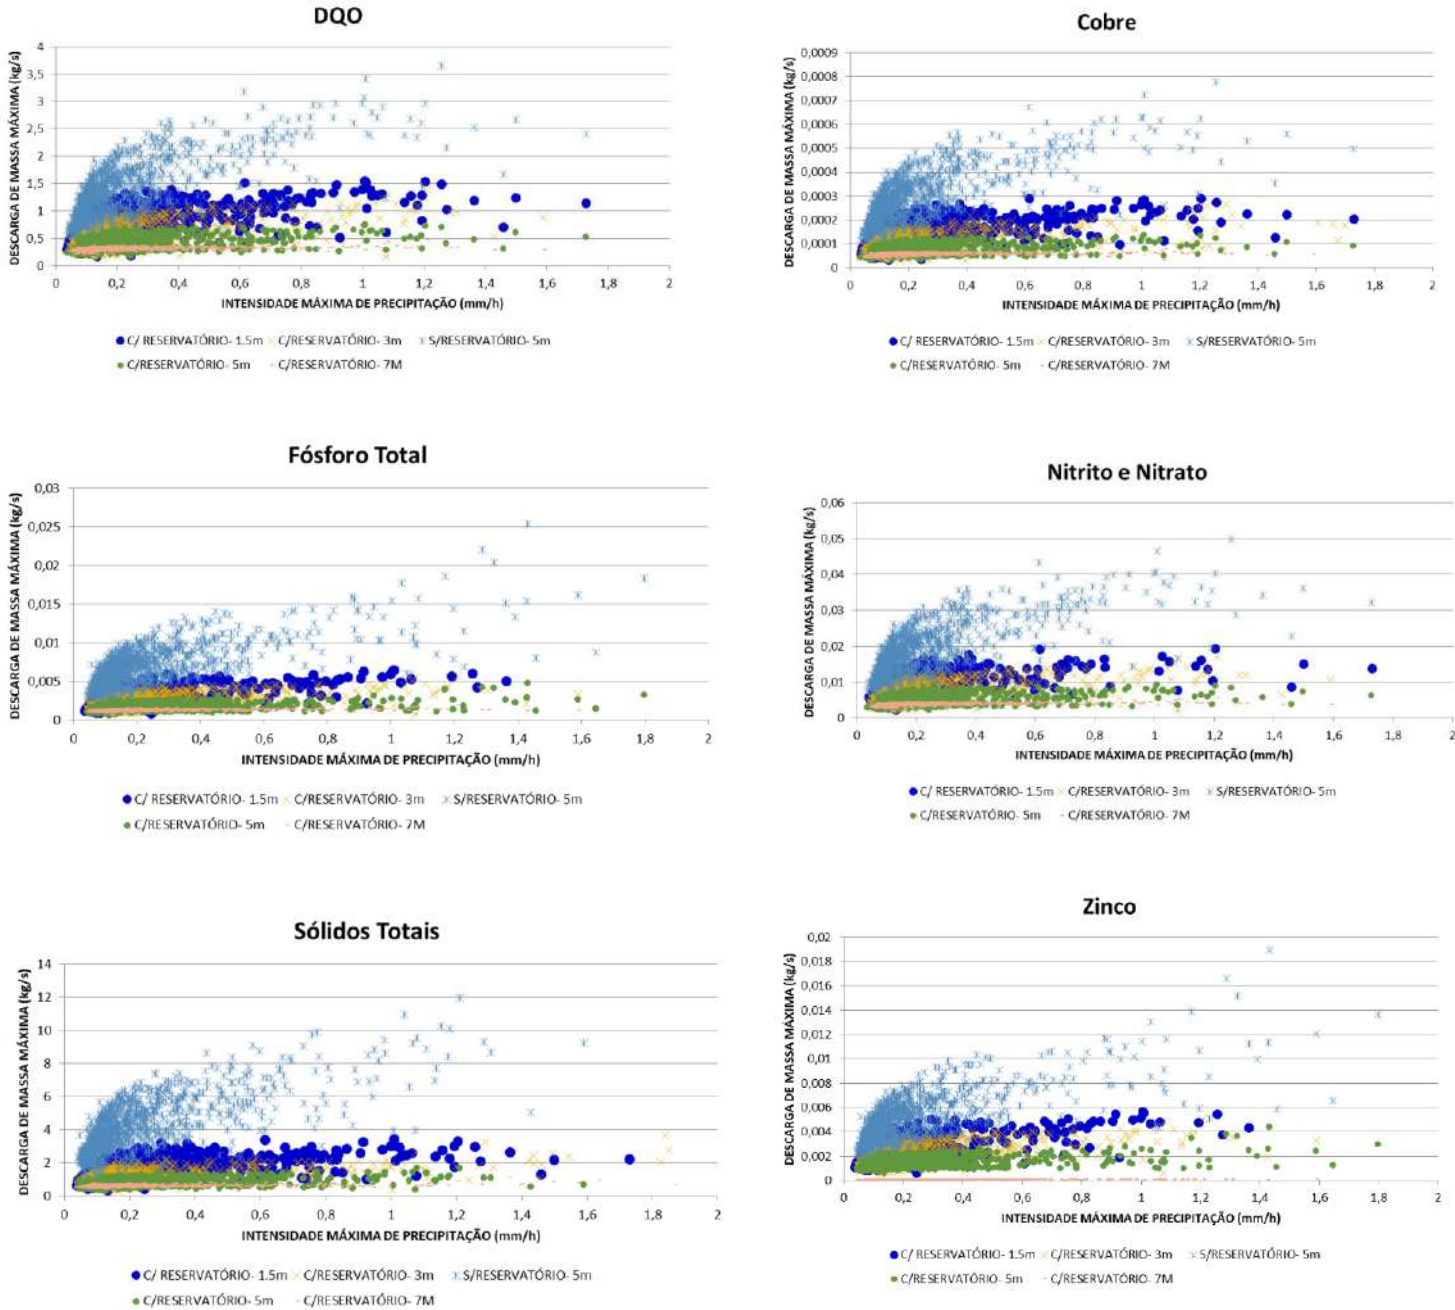 DQO
DESCARGA DE MASSA MÁXIMA (kg/s)
4
3,5
3
2,5
2
1,5
1
0,5
0
0 0,2 0,4 0,6 0,8 1 1,2 1,4 1,6 1,8 2
INTENSIDADE MÁXIMA DE PRECIPITAÇÃO (mm/h)
C/ RESERVATÓRIO- 1.5m C/RESERVATÓRIO- 3m S/RESERVATÓRIO- 5m
C/RESERVATÓRIO- 5m C/RESERVATÓRIO- 7M
Cobre
DESCARGA DE MASSA MÁXIMA (kg/s)
0,0009
0,0008
0,0007
0,0006
0,0005
0,0004
0,0003
0,0002
0,0001
0
0 0,2 0,4 0,6 0,8 1 1,2 1,4 1,6 1,8 2
INTENSIDADE MÁXIMA DE PRECIPITAÇÃO (mm/h)
C/ RESERVATÓRIO- 1.5m C/RESERVATÓRIO- 3m S/RESERVATÓRIO- 5m
C/RESERVATÓRIO- 5m C/RESERVATÓRIO- 7M
Fósforo Total
DESCARGA DE MASSA MÁXIMA (kg/s)
0,03
0,025
0,02
0,015
0,01
0,005
0
0 0,2 0,4 0,6 0,8 1 1,2 1,4 1,6 1,8 2
INTENSIDADE MÁXIMA DE PRECIPITAÇÃO (mm/h)
C/ RESERVATÓRIO- 1.5m C/RESERVATÓRIO- 3m S/RESERVATÓRIO- 5m
C/RESERVATÓRIO- 5m C/RESERVATÓRIO- 7M
Nitrito e Nitrato
DESCARGA DE MASSA MÁXIMA (kg/s)
0,06
0,05
0,04
0,03
0,02
0,01
0
0 0,2 0,4 0,6 0,8 1 1,2 1,4 1,6 1,8 2
INTENSIDADE MÁXIMA DE PRECIPITAÇÃO (mm/h)
C/ RESERVATÓRIO- 1.5m C/RESERVATÓRIO- 3m S/RESERVATÓRIO- 5m
C/RESERVATÓRIO- 5m C/RESERVATÓRIO- 7M
Sólidos Totais
DESCARGA DE MASSA MÁXIMA (kg/s)
14
12
10
8
6
4
2
0
0 0,2 0,4 0,6 0,8 1 1,2 1,4 1,6 1,8 2
INTENSIDADE MÁXIMA DE PRECIPITAÇÃO (mm/h)
C/ RESERVATÓRIO- 1.5m C/RESERVATÓRIO- 3m S/RESERVATÓRIO- 5m
C/RESERVATÓRIO- 5m C/RESERVATÓRIO- 7M
Zinco
DESCARGA DE MASSA MÁXIMA (kg/s)
0,02
0,018
0,016
0,014
0,012
0,01
0,008
0,006
0,004
0,002
0
0 0,2 0,4 0,6 0,8 1 1,2 1,4 1,6 1,8 2
INTENSIDADE MÁXIMA DE PRECIPITAÇÃO (mm/h)
C/ RESERVATÓRIO- 1.5m C/RESERVATÓRIO- 3m S/RESERVATÓRIO- 5m
C/RESERVATÓRIO- 5m C/RESERVATÓRIO- 7M